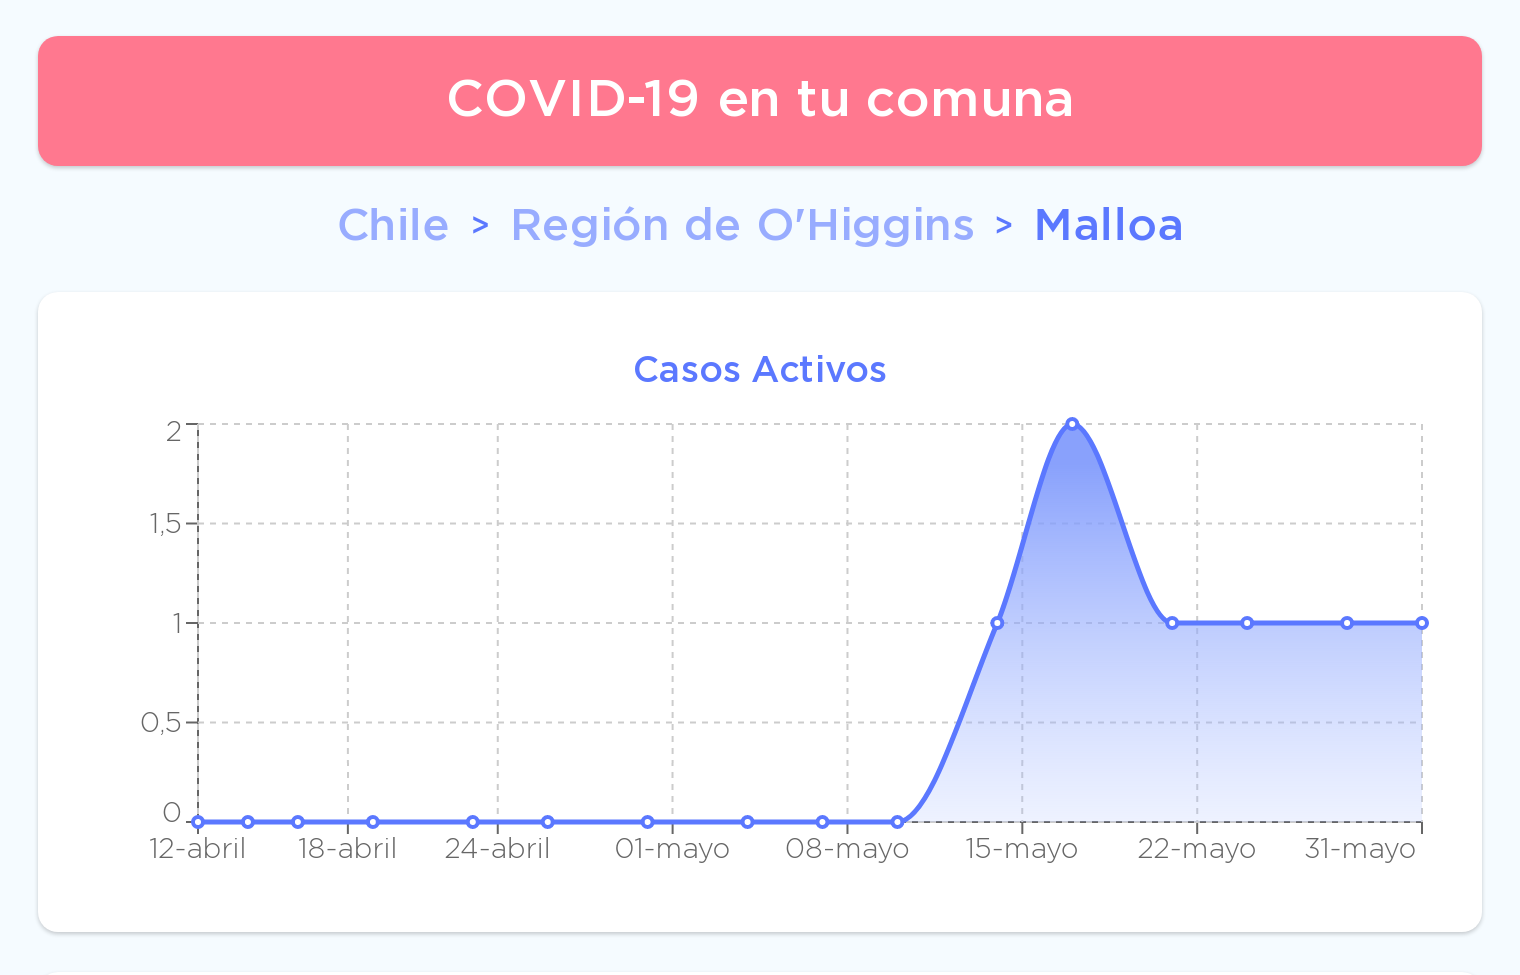 COVID-19 en tu comuna
Chile > Región de O'Higgins > Malloa
Casos Activos
2
1,5
1
0,5
0
12-abril 18-abril 24-abril 01-mayo 08-mayo 15-mayo 22-mayo 31-mayo